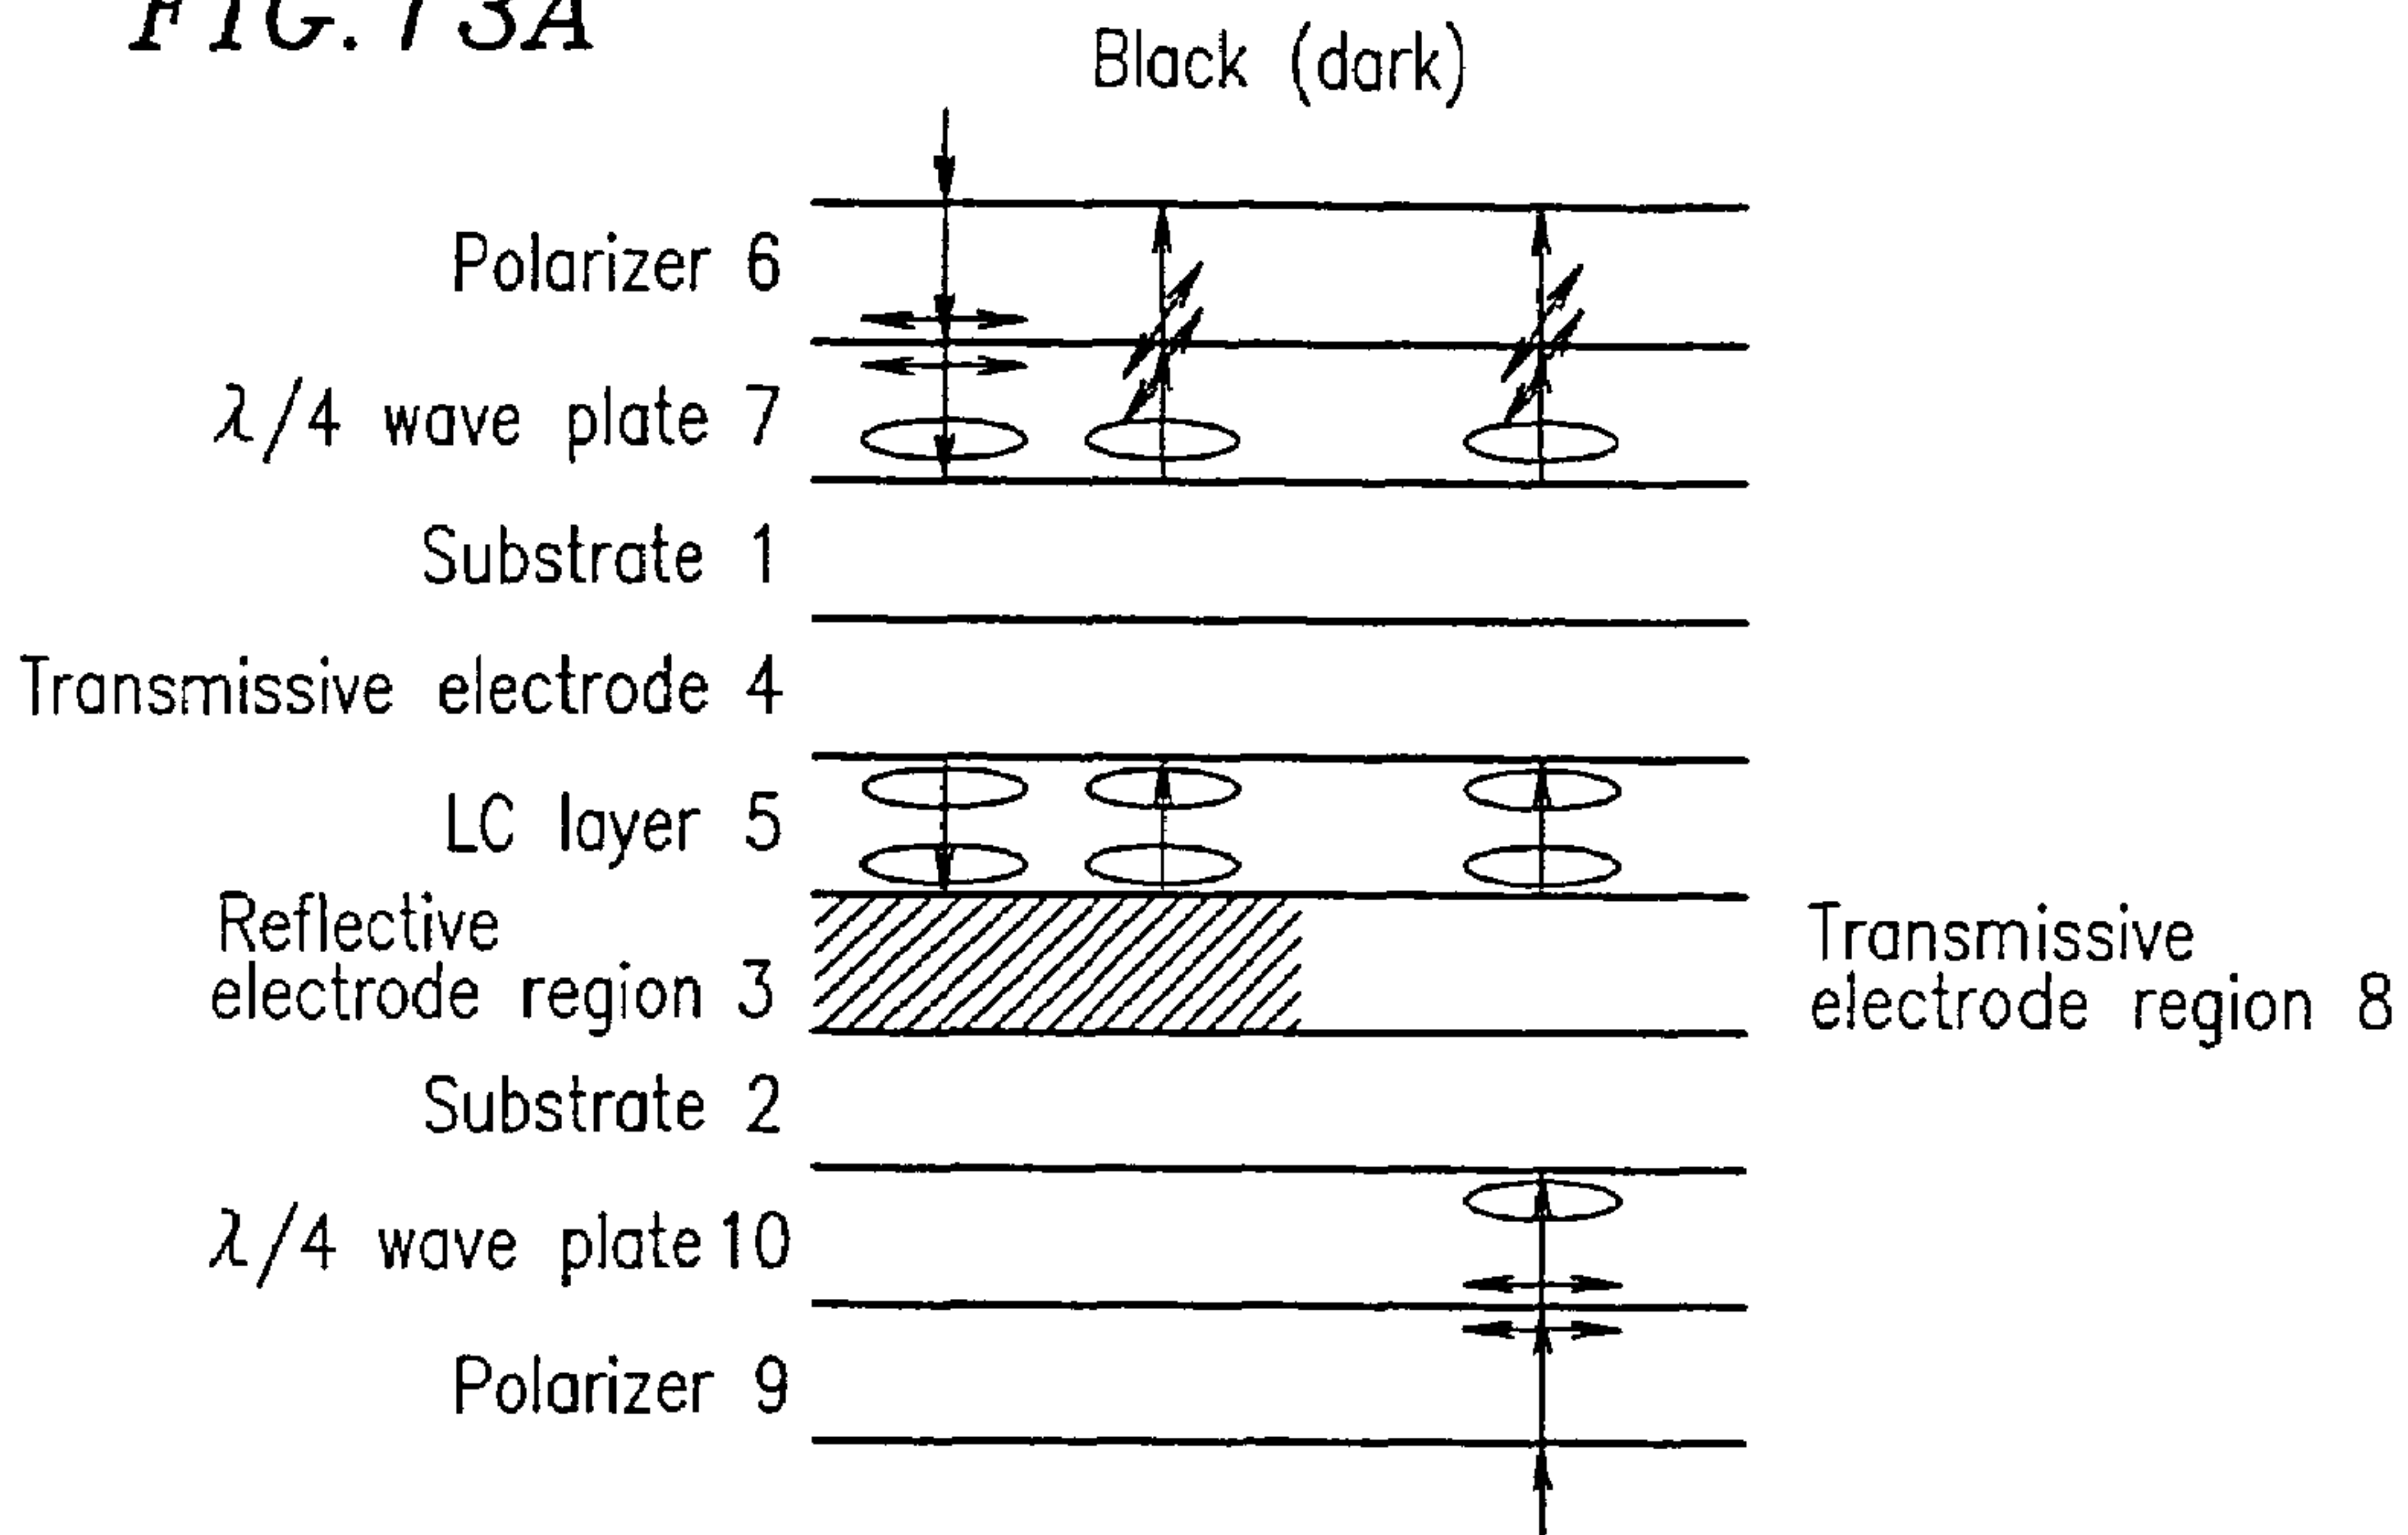 FIG. 73A
Black (dark)
Polarizer 6
λ/4 wave plate 7
Substrate 1
Transmissive electrode 4
LC layer 5
Reflective
electrode region 3
Transmissive
electrode region 8
Substrate 2
λ/4 wave plate 10
Polarizer 9